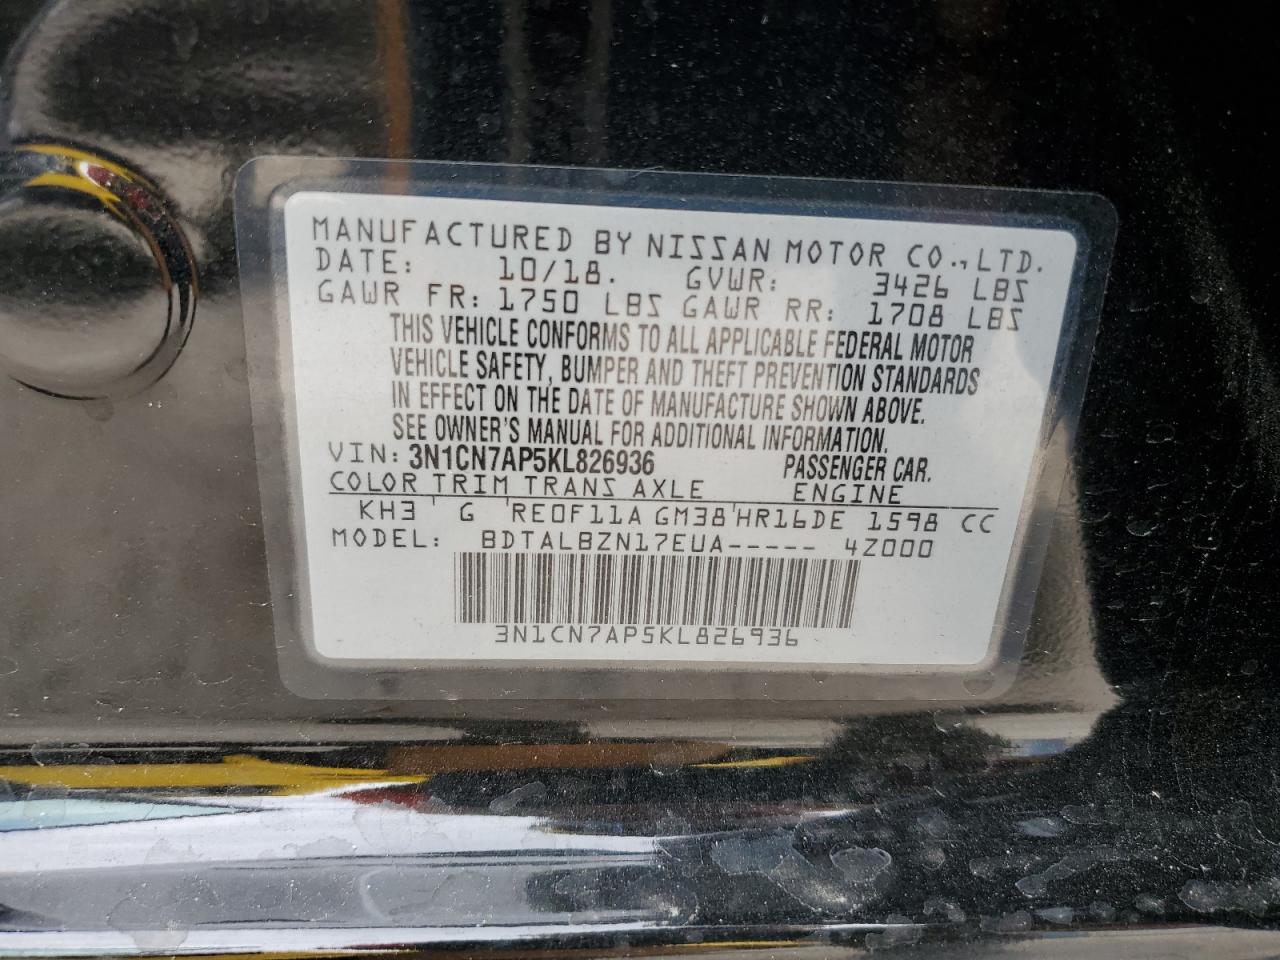 MANUFACTURED BY NISSAN MOTOR CO.,LTD.
DATE: 10/18. GVWR: 3426 LBS
GAWR FR: 1750 LBS GAWR RR: 1708 LBS
THIS VEHICLE CONFORMS TO ALL APPLICABLE FEDERAL MOTOR
VEHICLE SAFETY, BUMPER AND THEFT PREVENTION STANDARDS
IN EFFECT ON THE DATE OF MANUFACTURE SHOWN ABOVE.
SEE OWNER'S MANUAL FOR ADDITIONAL INFORMATION.
VIN: 3N1CN7AP5KL826936 PASSENGER CAR.
COLOR TRIM TRANS AXLE ENGINE
KH3 G RE0F11A GM38 HR16DE 1598 CC
MODEL: BDTALBZN17EUA----- 4Z000
3N1CN7AP5KL826936